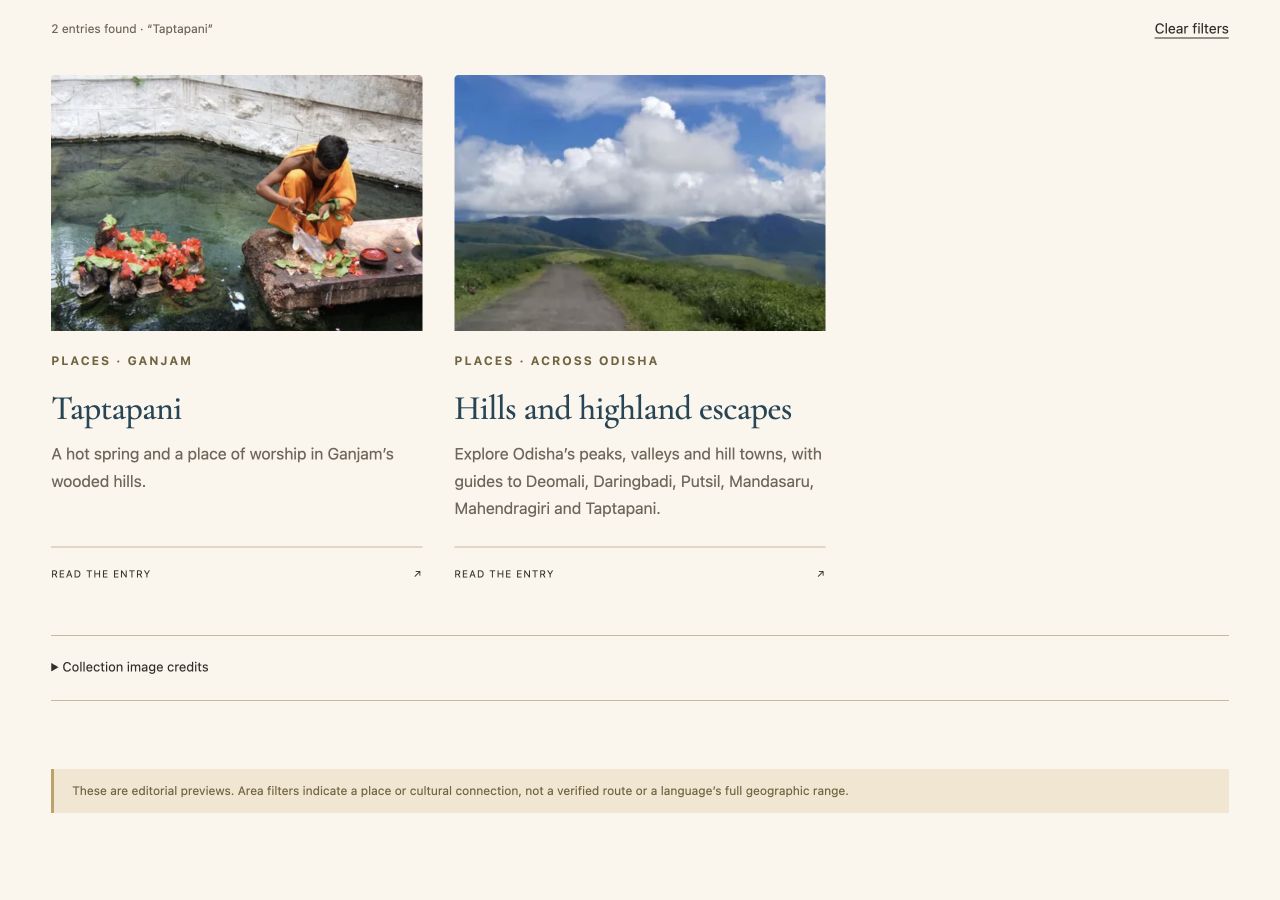 2 entries found · “Taptapani”
Clear filters
PLACES · GANJAM
Taptapani
A hot spring and a place of worship in Ganjam’s
wooded hills.
READ THE ENTRY ↗
PLACES · ACROSS ODISHA
Hills and highland escapes
Explore Odisha’s peaks, valleys and hill towns, with
guides to Deomali, Daringbadi, Putsil, Mandasaru,
Mahendragiri and Taptapani.
READ THE ENTRY ↗
▶ Collection image credits
These are editorial previews. Area filters indicate a place or cultural connection, not a verified route or a language’s full geographic range.